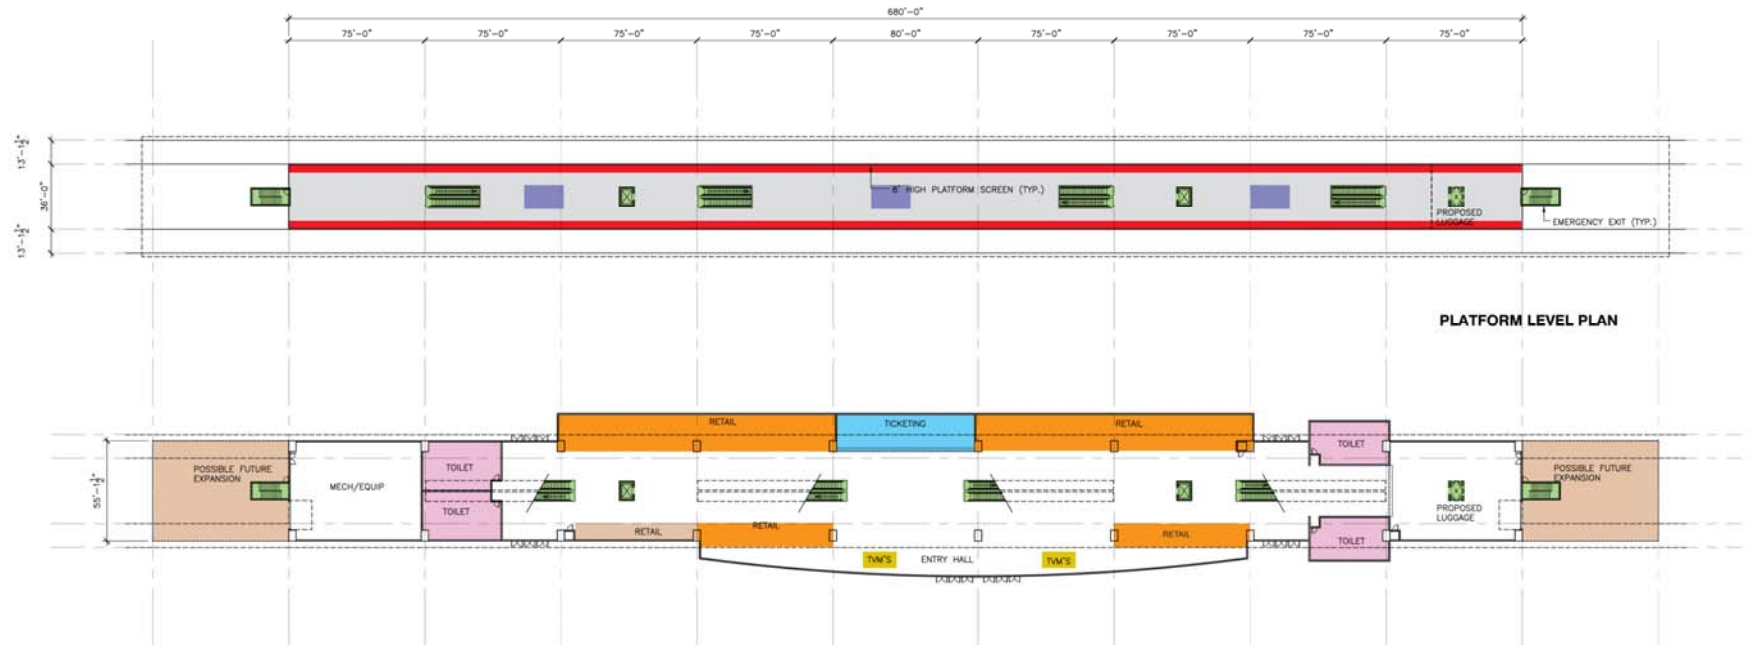 680'-0"
75'-0" 75'-0" 75'-0" 75'-0" 80'-0" 75'-0" 75'-0" 75'-0" 75'-0"
13'-1½"
36'-0"
13'-1½"
8' HIGH PLATFORM SCREEN (TYP.)
PROPOSED
LUGGAGE
EMERGENCY EXIT (TYP.)
PLATFORM LEVEL PLAN
RETAIL
TICKETING
RETAIL
TOILET
POSSIBLE FUTURE
EXPANSION
MECH/EQUIP
TOILET
TOILET
55'-1½"
POSSIBLE FUTURE
EXPANSION
PROPOSED
LUGGAGE
RETAIL
RETAIL
RETAIL
TOILET
TVM'S
ENTRY HALL
TVM'S